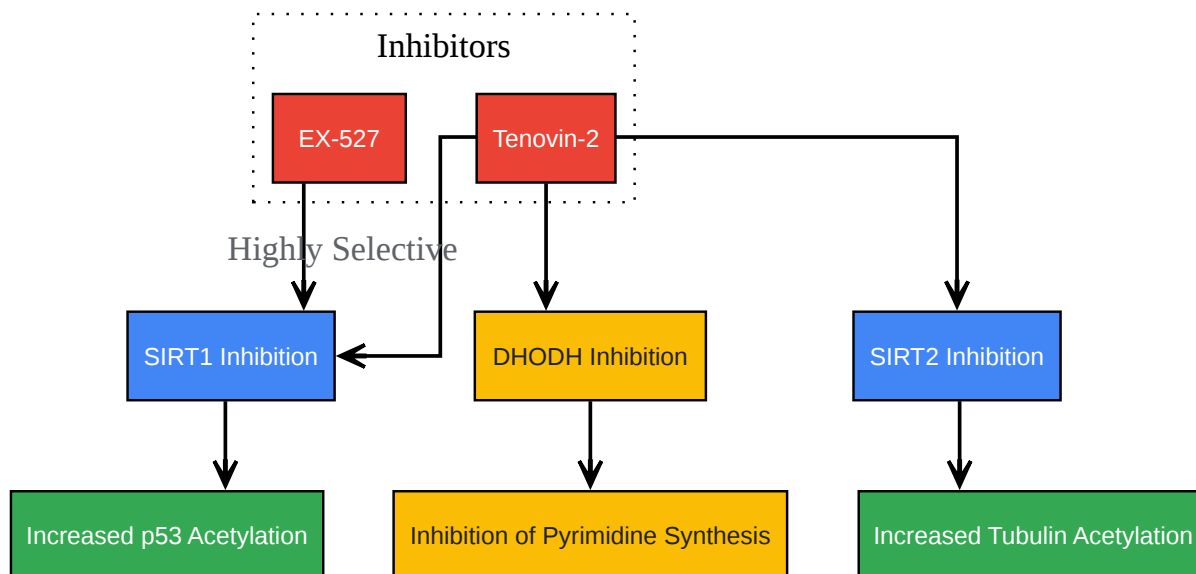 Inhibitors
EX-527
Tenovin-2
Highly Selective
SIRT1 Inhibition
DHODH Inhibition
SIRT2 Inhibition
Increased p53 Acetylation
Inhibition of Pyrimidine Synthesis
Increased Tubulin Acetylation